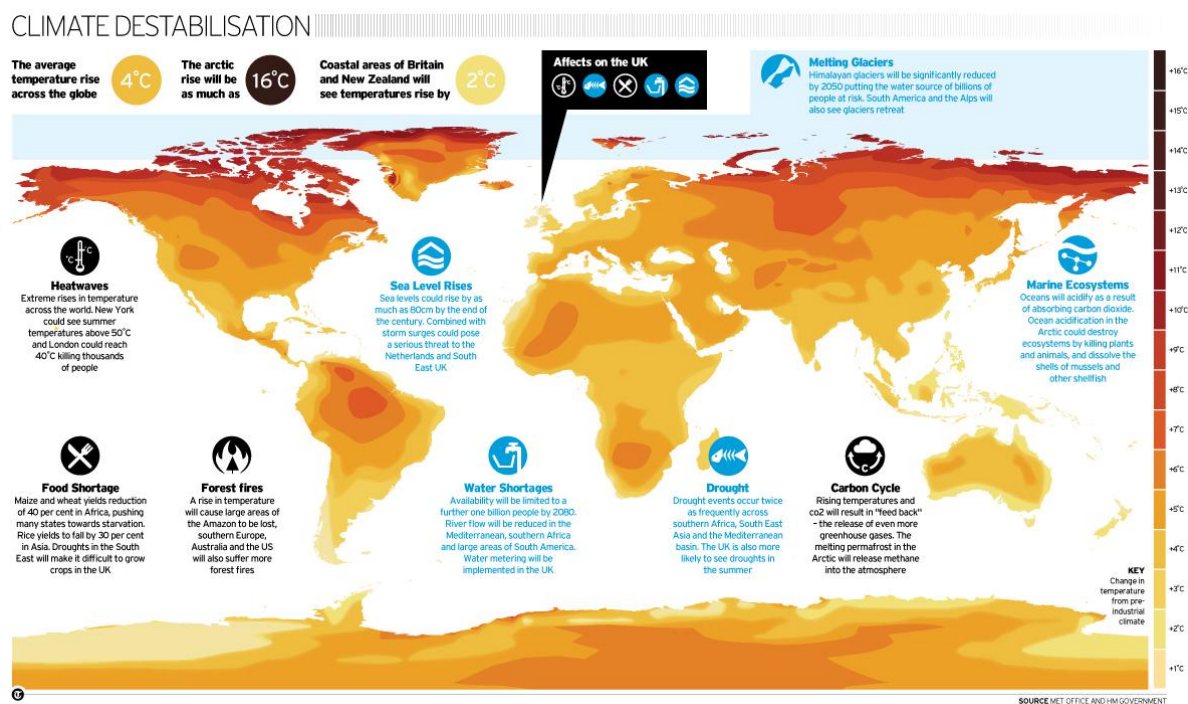 CLIMATE DESTABILISATION
The average
temperature rise
across the globe
4°C
The arctic
rise will be
as much as
16°C
Coastal areas of Britain
and New Zealand will
see temperatures rise by
2°C
Affects on the UK
°C
Melting Glaciers
Himalayan glaciers will be significantly reduced
by 2050 putting the water source of billions of
people at risk. South America and the Alps will
also see glaciers retreat
°C °C
Heatwaves
Extreme rises in temperature
across the world. New York
could see summer
temperatures above 50°C
and London could reach
40°C killing thousands
of people
Sea Level Rises
Sea levels could rise by as
much as 80cm by the end of
the century. Combined with
storm surges could pose
a serious threat to the
Netherlands and South
East UK
Marine Ecosystems
Oceans will acidify as a result
of absorbing carbon dioxide.
Ocean acidification in the
Arctic could destroy
ecosystems by killing plants
and animals, and dissolve the
shells of mussels and
other shellfish
Food Shortage
Maize and wheat yields reduction
of 40 per cent in Africa, pushing
many states towards starvation.
Rice yields to fall by 30 per cent
in Asia. Droughts in the South
East will make it difficult to grow
crops in the UK
Forest fires
A rise in temperature
will cause large areas of
the Amazon to be lost,
southern Europe,
Australia and the US
will also suffer more
forest fires
Water Shortages
Availability will be limited to a
further one billion people by 2080.
River flow will be reduced in the
Mediterranean, southern Africa
and large areas of South America.
Water metering will be
implemented in the UK
Drought
Drought events occur twice
as frequently across
southern Africa, South East
Asia and the Mediterranean
basin. The UK is also more
likely to see droughts in
the summer
C
Carbon Cycle
Rising temperatures and
co2 will result in "feed back"
– the release of even more
greenhouse gases. The
melting permafrost in the
Arctic will release methane
into the atmosphere
+16°C
+15°C
+14°C
+13°C
+12°C
+11°C
+10°C
+9°C
+8°C
+7°C
+6°C
+5°C
+4°C
+3°C
+2°C
+1°C
KEY
Change in
temperature
from pre-
industrial
climate
SOURCE MET OFFICE AND HM GOVERNMENT